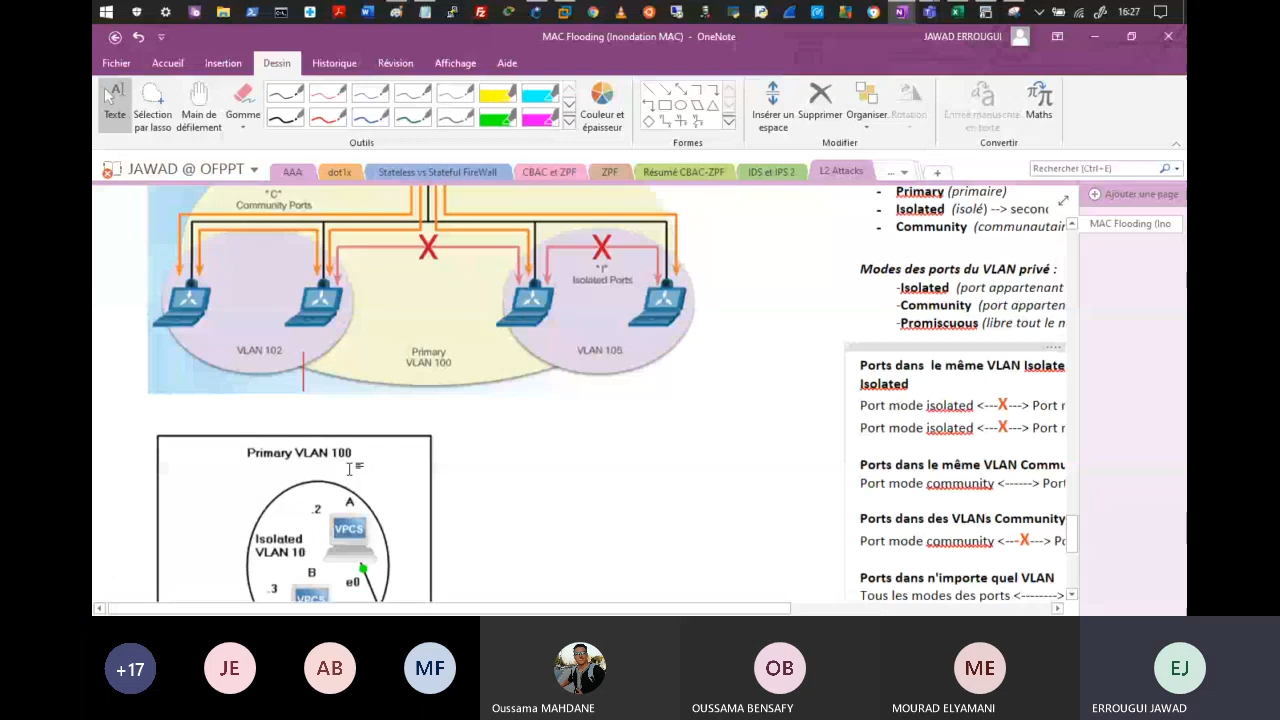 16:27
MAC Flooding (Inondation MAC) - OneNote
JAWAD ERROUGUI
Fichier Accueil Insertion Dessin Historique Révision Affichage Aide
Texte
Sélection par lasso
Main de défilement
Gomme
Couleur et épaisseur
Insérer un espace
Supprimer
Organiser
Rotation
Encre manuscrite en texte
Maths
Outils
Formes
Modifier
Convertir
JAWAD @ OFPPT
AAA dot1x Stateless vs Stateful FireWall CBAC et ZPF ZPF Résumé CBAC-ZPF IDS et IPS 2 L2 Attacks ... +
Rechercher (Ctrl+E)
Ajouter une page
MAC Flooding (Ino
"C"
Community Ports
X
X
"I"
Isolated Ports
VLAN 102
Primary
VLAN 100
VLAN 105
Primary VLAN 100
.2
A
VPCS
Isolated
VLAN 10
B
e0
.3
VPCS
- Primary (primaire)
- Isolated (isolé) --> second
- Community (communautair
Modes des ports du VLAN privé :
-Isolated (port appartenant
-Community (port apparten
-Promiscuous (libre tout le m
Ports dans le même VLAN Isolate
Isolated
Port mode isolated <---X---> Port r
Port mode isolated <---X---> Port r
Ports dans le même VLAN Commu
Port mode community <------> Port
Ports dans des VLANs Community
Port mode community <---X---> Po
Ports dans n'importe quel VLAN
Tous les modes des ports <-------->
+17
JE
AB
MF
Oussama MAHDANE
OB
OUSSAMA BENSAFY
ME
MOURAD ELYAMANI
EJ
ERROUGUI JAWAD